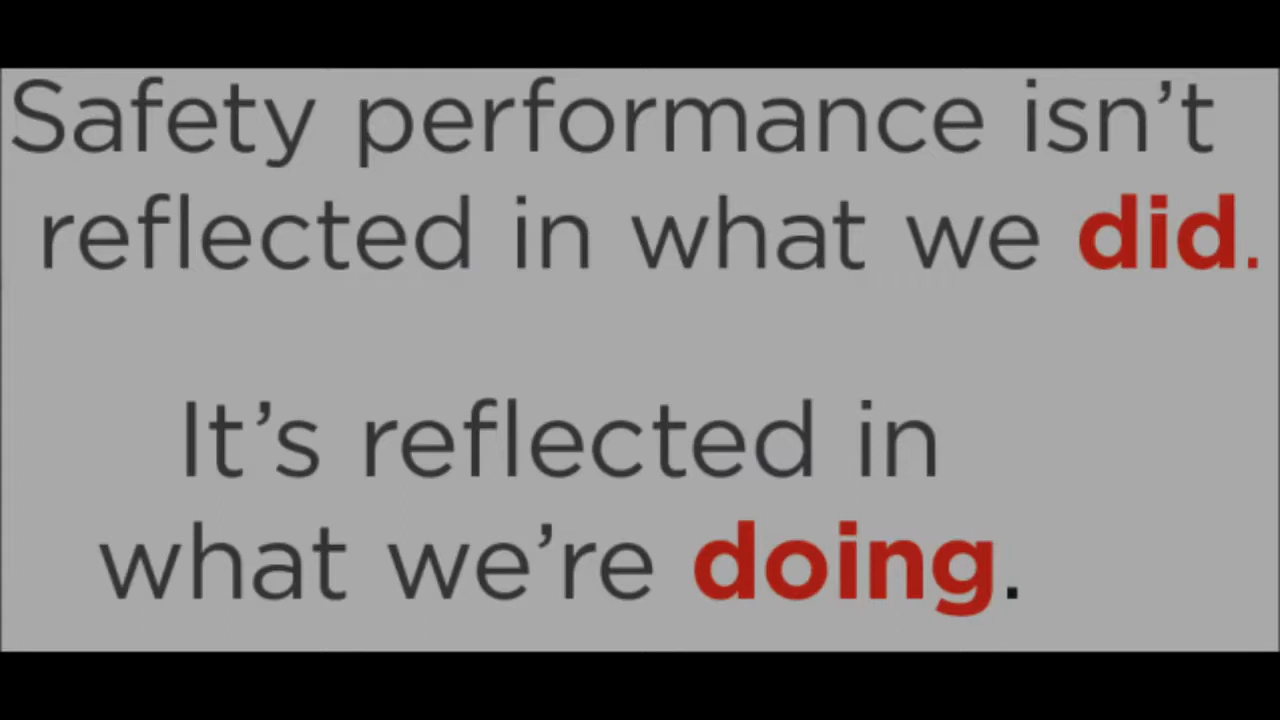 Safety performance isn’t
reflected in what we did.
It’s reflected in
what we’re doing.